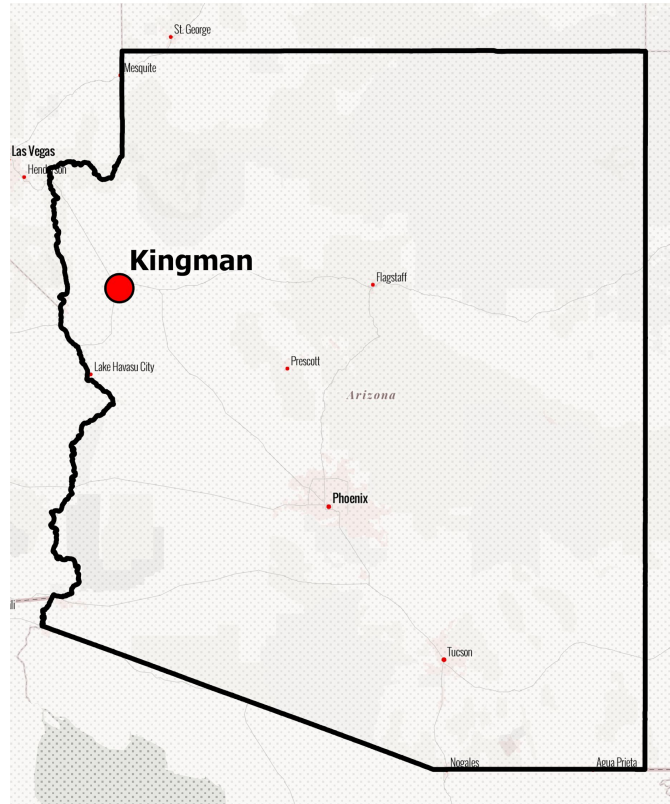 St. George
Mesquite
Las Vegas
Henderson
Kingman
Flagstaff
Lake Havasu City
Prescott
Arizona
Phoenix
Tucson
Nogales
Agua Prieta